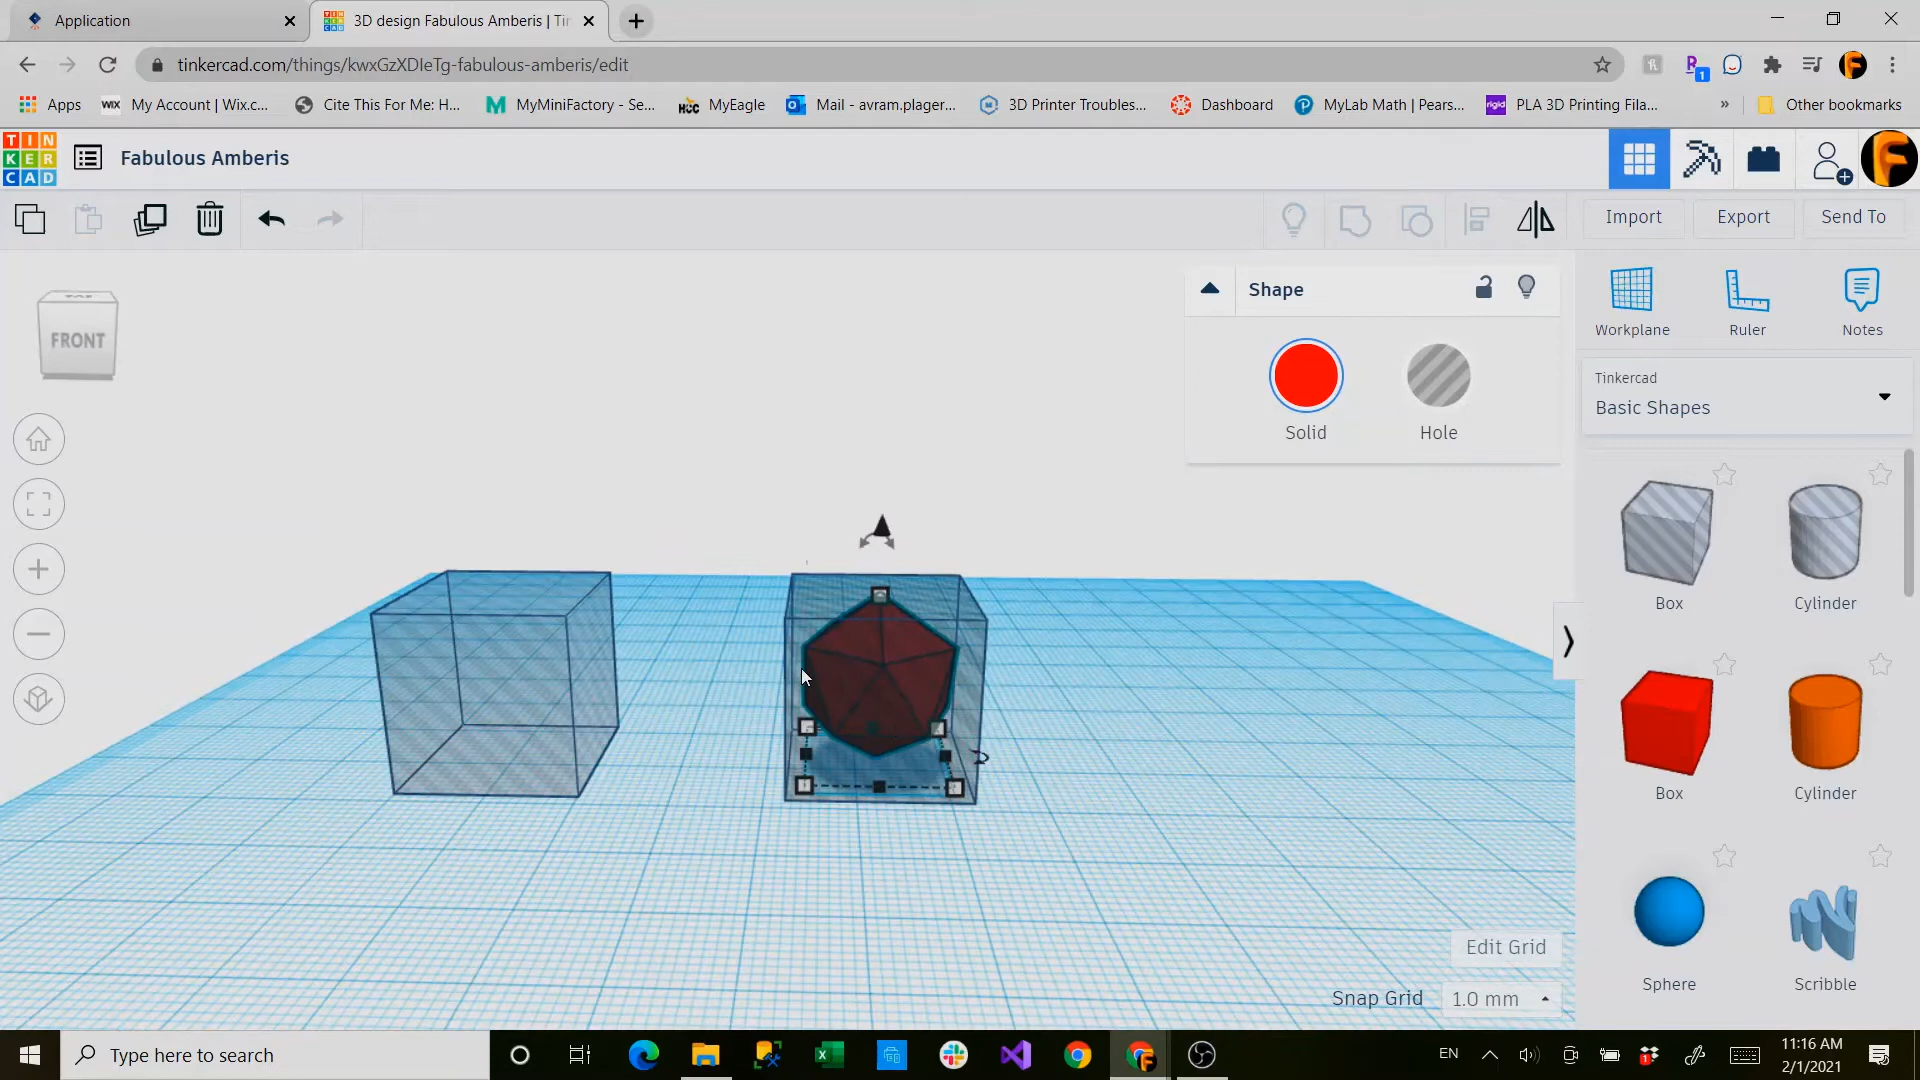 Application
3D design Fabulous Amberis | Tin
tinkercad.com/things/kwxGzXDIeTg-fabulous-amberis/edit
Apps
WIX My Account | Wix.c...
Cite This For Me: H...
MyMiniFactory - Se...
HCC MyEagle
Mail - avram.plager...
3D Printer Troubles...
Dashboard
MyLab Math | Pears...
rigid PLA 3D Printing Fila...
» Other bookmarks
TIN
KER
CAD
Fabulous Amberis
Import Export Send To
FRONT
Shape
Solid Hole
Workplane Ruler Notes
Tinkercad
Basic Shapes
Box Cylinder
Box Cylinder
Sphere Scribble
Edit Grid
Snap Grid 1.0 mm
Type here to search
EN
11:16 AM
2/1/2021